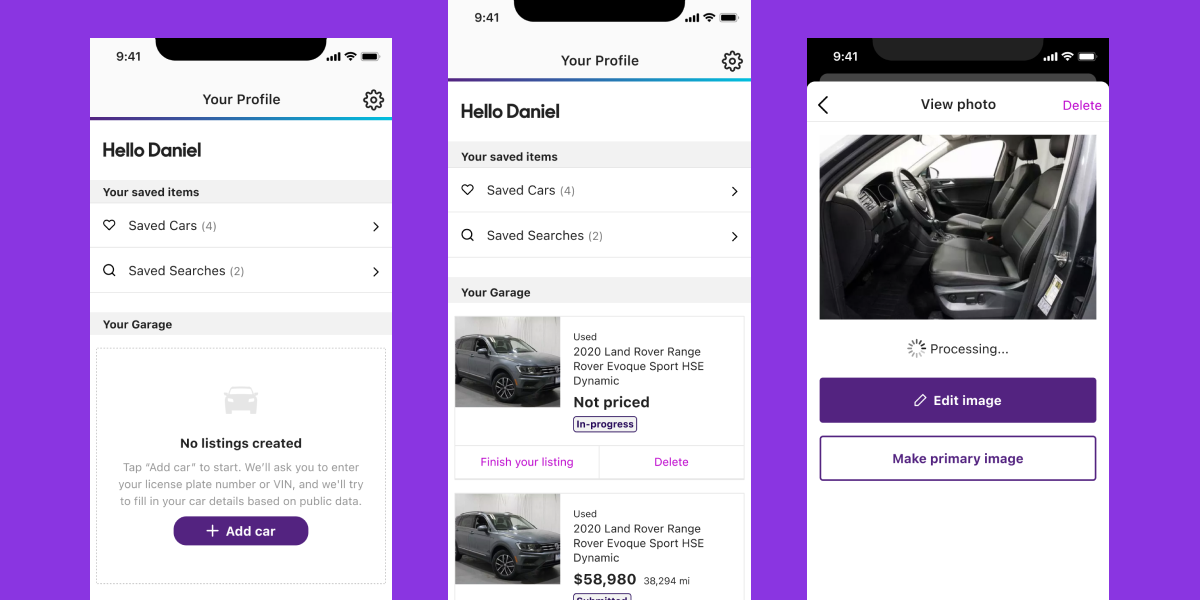 9:41
Your Profile
Hello Daniel
Your saved items
Saved Cars (4)
Saved Searches (2)
Your Garage
No listings created
Tap “Add car” to start. We’ll ask you to enter
your license plate number or VIN, and we'll try
to fill in your car details based on public data.
+ Add car
9:41
Your Profile
Hello Daniel
Your saved items
Saved Cars (4)
Saved Searches (2)
Your Garage
Used
2020 Land Rover Range
Rover Evoque Sport HSE
Dynamic
Not priced
In-progress
Finish your listing
Delete
Used
2020 Land Rover Range
Rover Evoque Sport HSE
Dynamic
$58,980 38,294 mi
Submitted
9:41
View photo
Delete
Processing...
Edit image
Make primary image